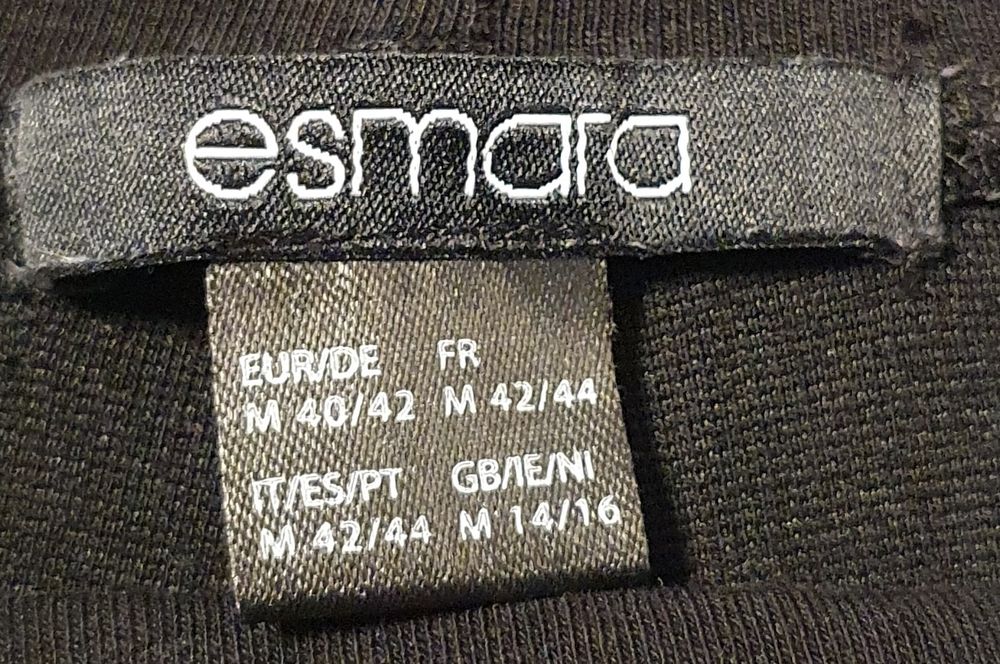 esmara
EUR/DE FR
M 40/42 M 42/44
IT/ES/PT GB/IE/NI
M 42/44 M 14/16